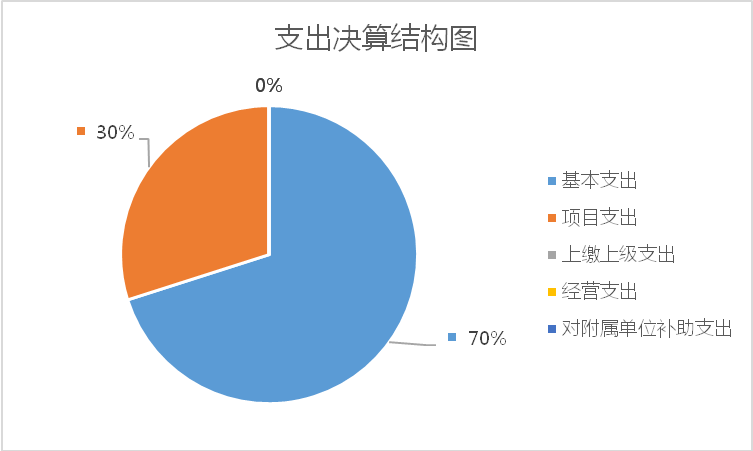 支出决算结构图
0%
30%
70%
基本支出
项目支出
上缴上级支出
经营支出
对附属单位补助支出